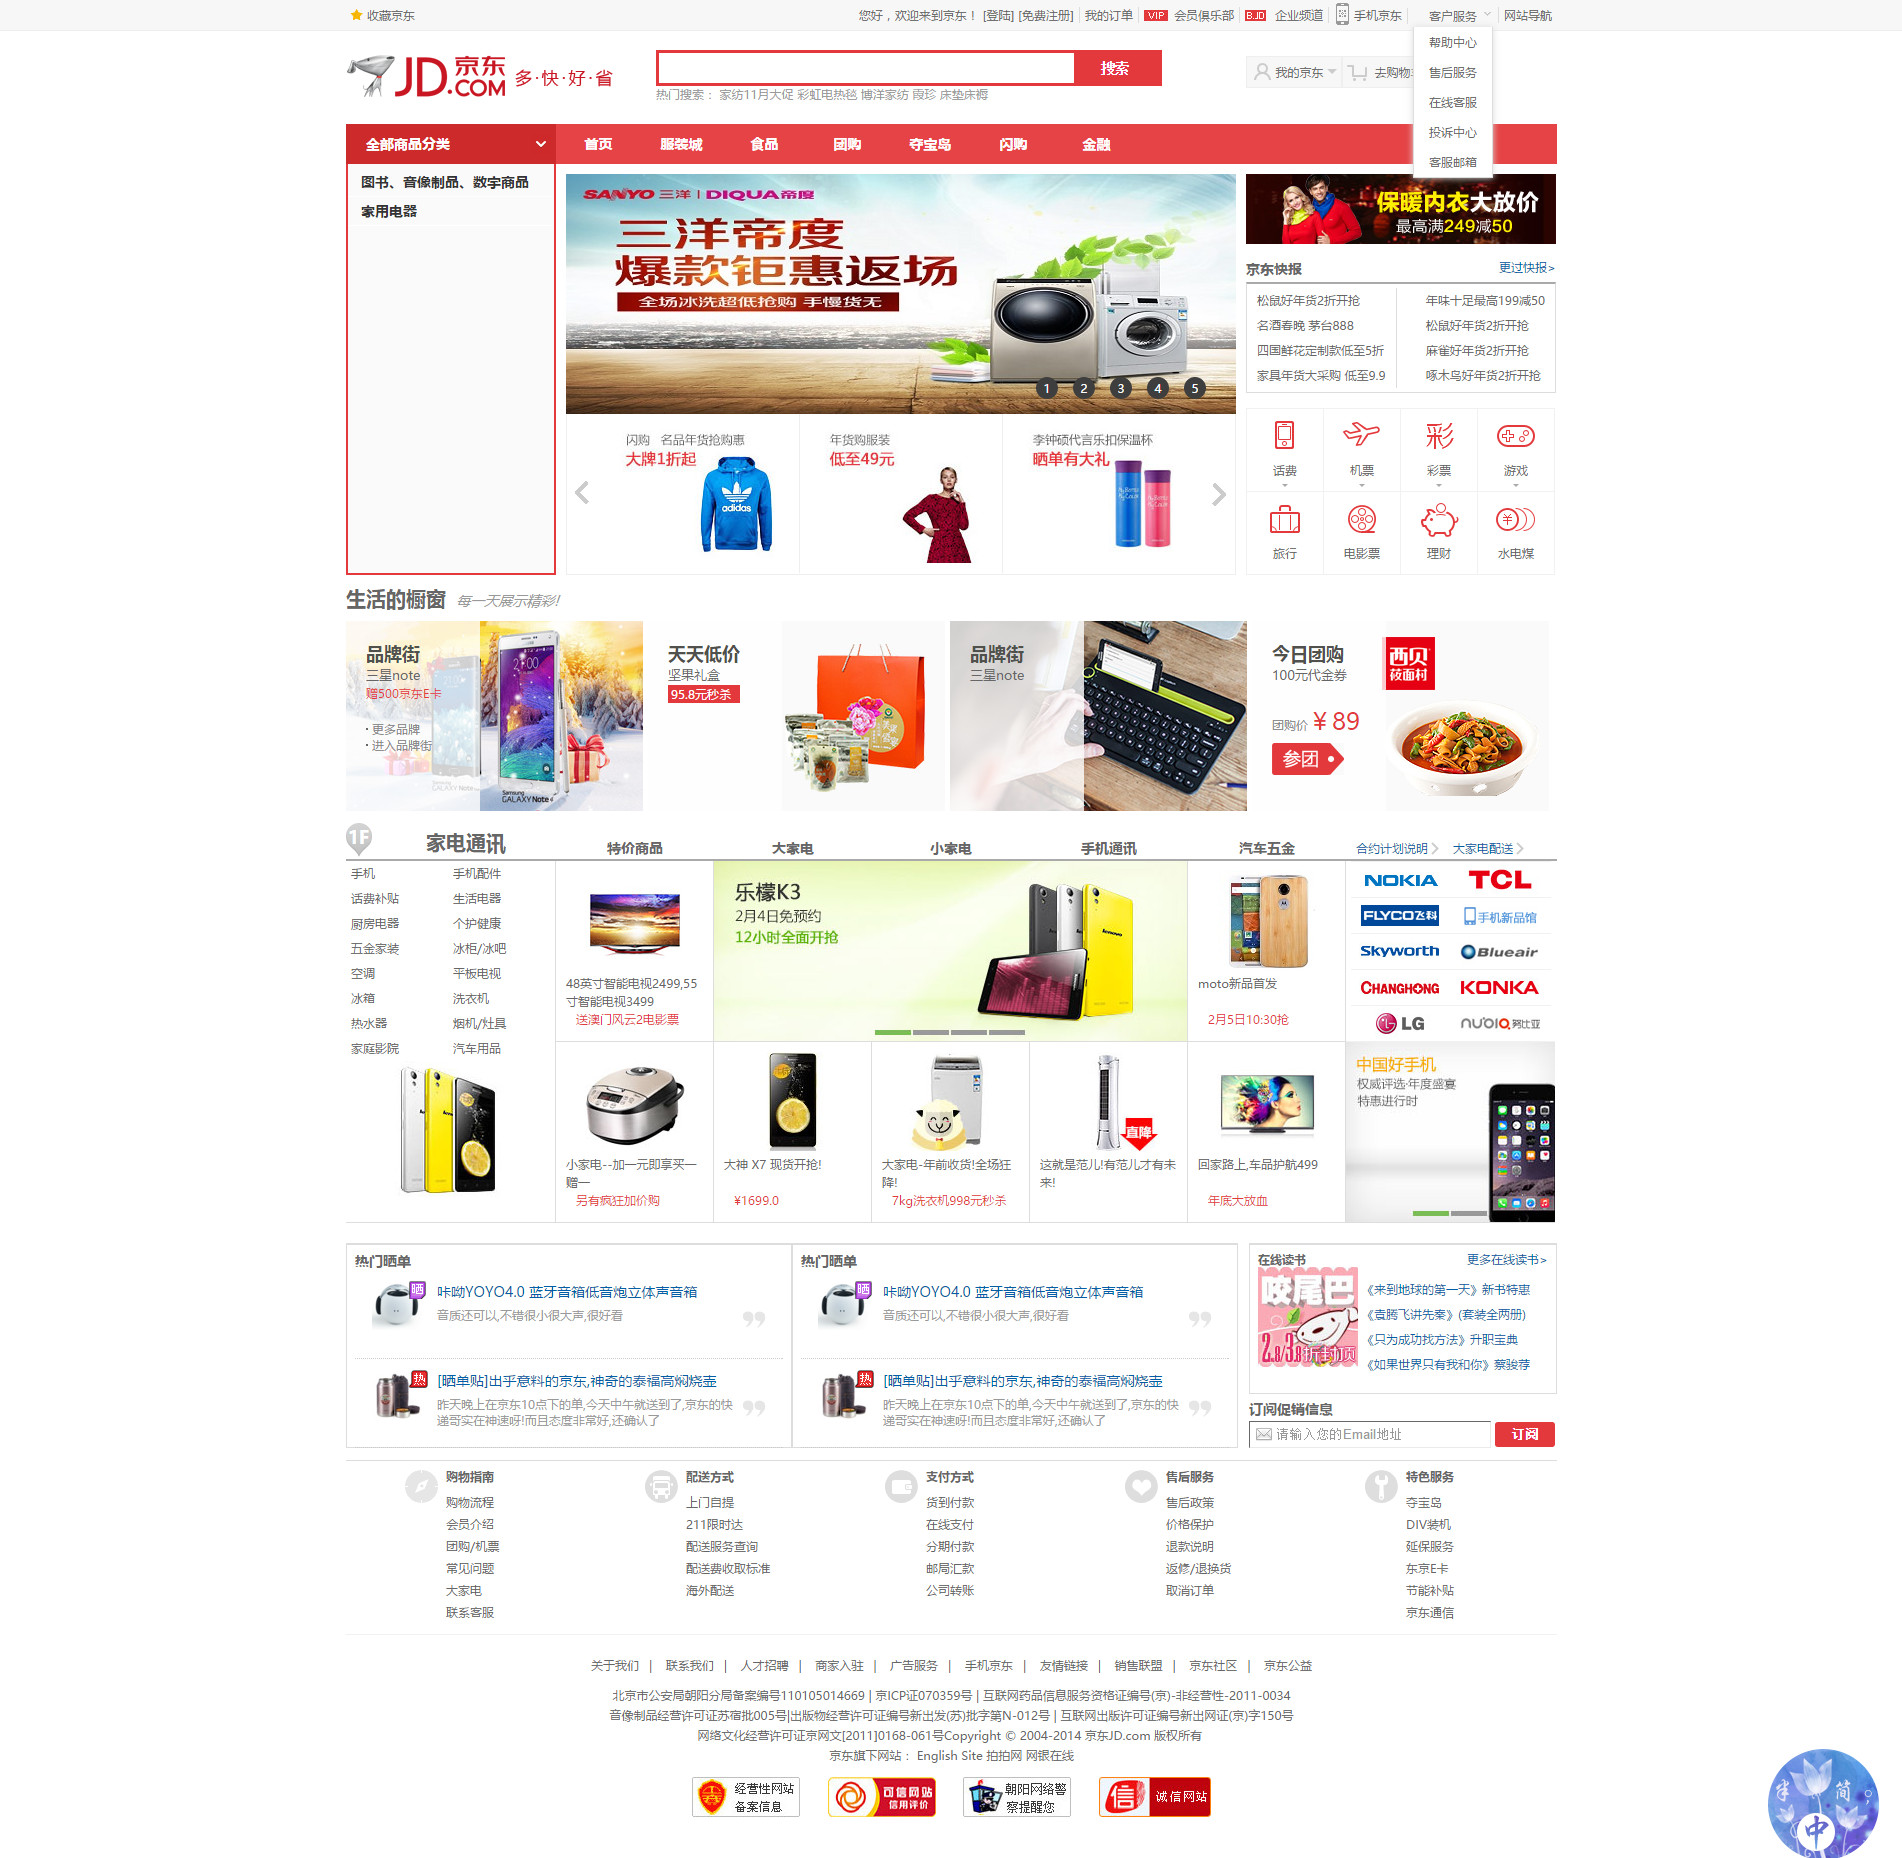 收藏京东
您好，欢迎来到京东！ [登陆] [免费注册] 我的订单 VIP 会员俱乐部 BJD 企业频道 手机京东 客户服务 网站导航
帮助中心
售后服务
在线客服
投诉中心
客服邮箱
JD.COM 京东 多·快·好·省
搜索
热门搜索： 家纺11月大促 彩虹电热毯 博洋家纺 霞珍 床垫床褥
我的京东 去购物
全部商品分类 首页 服装城 食品 团购 夺宝岛 闪购 金融
图书、音像制品、数字商品
家用电器
SANYO 三洋 DIQUA帝度
三洋帝度
爆款钜惠返场
全场冰洗超低抢购 手慢货无
1 2 3 4 5
保暖内衣大放价
最高满249减50
京东快报 更过快报>
松鼠好年货2折开抢 年味十足最高199减50
名酒春晚 茅台888 松鼠好年货2折开抢
四国鲜花定制款低至5折 麻雀好年货2折开抢
家具年货大采购 低至9.9 啄木鸟好年货2折开抢
闪购 名品年货抢购惠
大牌1折起
adidas
年货购服装
低至49元
李钟硕代言乐扣保温杯
晒单有大礼
彩
话费 机票 彩票 游戏
旅行 电影票 理财 水电煤
生活的橱窗 每一天展示精彩!
品牌街
三星note
赠500京东E卡
· 更多品牌
· 进入品牌街
Samsung
GALAXY Note 4
天天低价
坚果礼盒
95.8元秒杀
品牌街
三星note
今日团购
100元代金券
西贝
莜面村
团购价 ¥ 89
参团
1F 家电通讯 特价商品 大家电 小家电 手机通讯 汽车五金 合约计划说明 大家电配送
手机 手机配件
话费补贴 生活电器
厨房电器 个护健康
五金家装 冰柜/冰吧
空调 平板电视
冰箱 洗衣机
热水器 烟机/灶具
家庭影院 汽车用品
48英寸智能电视2499,55
寸智能电视3499
送澳门风云2电影票
乐檬K3
2月4日免预约
12小时全面开抢
moto新品首发
2月5日10:30抢
NOKIA TCL
FLYCO飞科 手机新品馆
Skyworth Blueair
CHANGHONG KONKA
LG nubia 努比亚
小家电--加一元即享买一
赠一
另有疯狂加价购
大神 X7 现货开抢!
¥1699.0
大家电-年前收货!全场狂
降!
7kg洗衣机998元秒杀
直降
这就是范儿!有范儿才有未
来!
回家路上,车品护航499
年底大放血
中国好手机
权威评选·年度盛宴
特惠进行时
热门晒单
晒
咔呦YOYO4.0 蓝牙音箱低音炮立体声音箱
音质还可以,不错很小很大声,很好看
热
[晒单贴]出乎意料的京东,神奇的泰福高焖烧壶
昨天晚上在京东10点下的单,今天中午就送到了,京东的快
递哥实在神速呀!而且态度非常好,还确认了
热门晒单
晒
咔呦YOYO4.0 蓝牙音箱低音炮立体声音箱
音质还可以,不错很小很大声,很好看
热
[晒单贴]出乎意料的京东,神奇的泰福高焖烧壶
昨天晚上在京东10点下的单,今天中午就送到了,京东的快
递哥实在神速呀!而且态度非常好,还确认了
在线读书 更多在线读书>
咬尾巴
2.8/3.8折
《来到地球的第一天》新书特惠
《袁腾飞讲先秦》(套装全两册)
《只为成功找方法》升职宝典
《如果世界只有我和你》蔡骏荐
订阅促销信息
请输入您的Email地址 订阅
购物指南
购物流程
会员介绍
团购/机票
常见问题
大家电
联系客服
配送方式
上门自提
211限时达
配送服务查询
配送费收取标准
海外配送
支付方式
货到付款
在线支付
分期付款
邮局汇款
公司转账
售后服务
售后政策
价格保护
退款说明
返修/退换货
取消订单
特色服务
夺宝岛
DIV装机
延保服务
东京E卡
节能补贴
京东通信
关于我们 | 联系我们 | 人才招聘 | 商家入驻 | 广告服务 | 手机京东 | 友情链接 | 销售联盟 | 京东社区 | 京东公益
北京市公安局朝阳分局备案编号110105014669 | 京ICP证070359号 | 互联网药品信息服务资格证编号(京)-非经营性-2011-0034
音像制品经营许可证苏宿批005号|出版物经营许可证编号新出发(苏)批字第N-012号 | 互联网出版许可证编号新出网证(京)字150号
网络文化经营许可证京网文[2011]0168-061号Copyright © 2004-2014 京东JD.com 版权所有
京东旗下网站： English Site 拍拍网 网银在线
经营性网站
备案信息
可信网站
信用评价
朝阳网络警
察提醒您
信 诚信网站
半 简
中